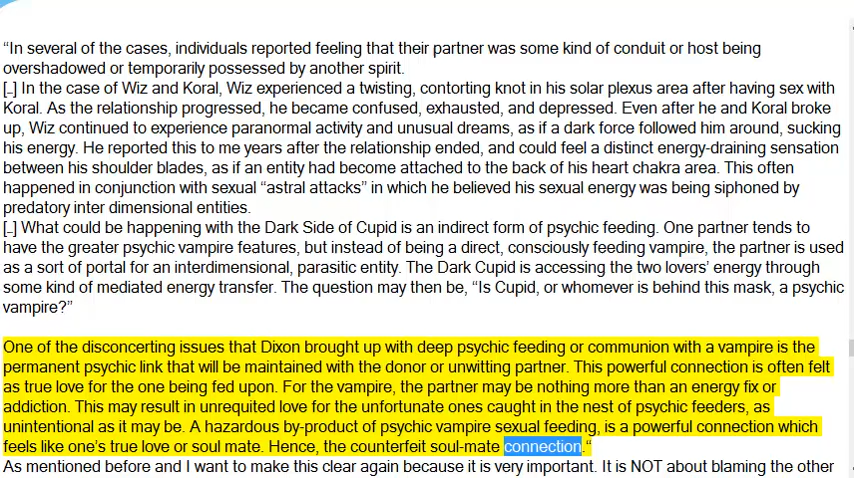 “In several of the cases, individuals reported feeling that their partner was some kind of conduit or host being
overshadowed or temporarily possessed by another spirit.
[..] In the case of Wiz and Koral, Wiz experienced a twisting, contorting knot in his solar plexus area after having sex with
Koral. As the relationship progressed, he became confused, exhausted, and depressed. Even after he and Koral broke
up, Wiz continued to experience paranormal activity and unusual dreams, as if a dark force followed him around, sucking
his energy. He reported this to me years after the relationship ended, and could feel a distinct energy-draining sensation
between his shoulder blades, as if an entity had become attached to the back of his heart chakra area. This often
happened in conjunction with sexual “astral attacks” in which he believed his sexual energy was being siphoned by
predatory inter dimensional entities.
[..] What could be happening with the Dark Side of Cupid is an indirect form of psychic feeding. One partner tends to
have the greater psychic vampire features, but instead of being a direct, consciously feeding vampire, the partner is used
as a sort of portal for an interdimensional, parasitic entity. The Dark Cupid is accessing the two lovers’ energy through
some kind of mediated energy transfer. The question may then be, “Is Cupid, or whomever is behind this mask, a psychic
vampire?”
One of the disconcerting issues that Dixon brought up with deep psychic feeding or communion with a vampire is the
permanent psychic link that will be maintained with the donor or unwitting partner. This powerful connection is often felt
as true love for the one being fed upon. For the vampire, the partner may be nothing more than an energy fix or
addiction. This may result in unrequited love for the unfortunate ones caught in the nest of psychic feeders, as
unintentional as it may be. A hazardous by-product of psychic vampire sexual feeding, is a powerful connection which
feels like one’s true love or soul mate. Hence, the counterfeit soul-mate connection.“
As mentioned before and I want to make this clear again because it is very important. It is NOT about blaming the other